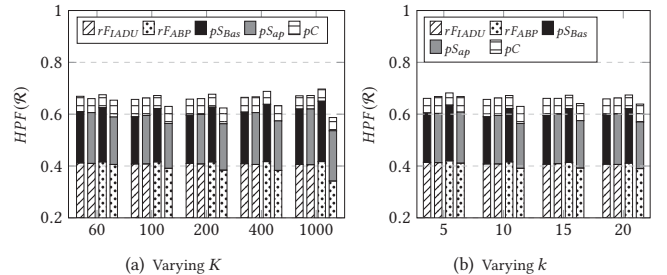 HPF(R)
1
0.8
0.6
0.4
0.2
rF_IADU rF_ABP pS_Bas
pS_ap pC
60 100 200 400 1000
(a) Varying K
HPF(R)
1
0.8
0.6
0.4
0.2
rF_IADU rF_ABP pS_Bas
pS_ap pC
5 10 15 20
(b) Varying k